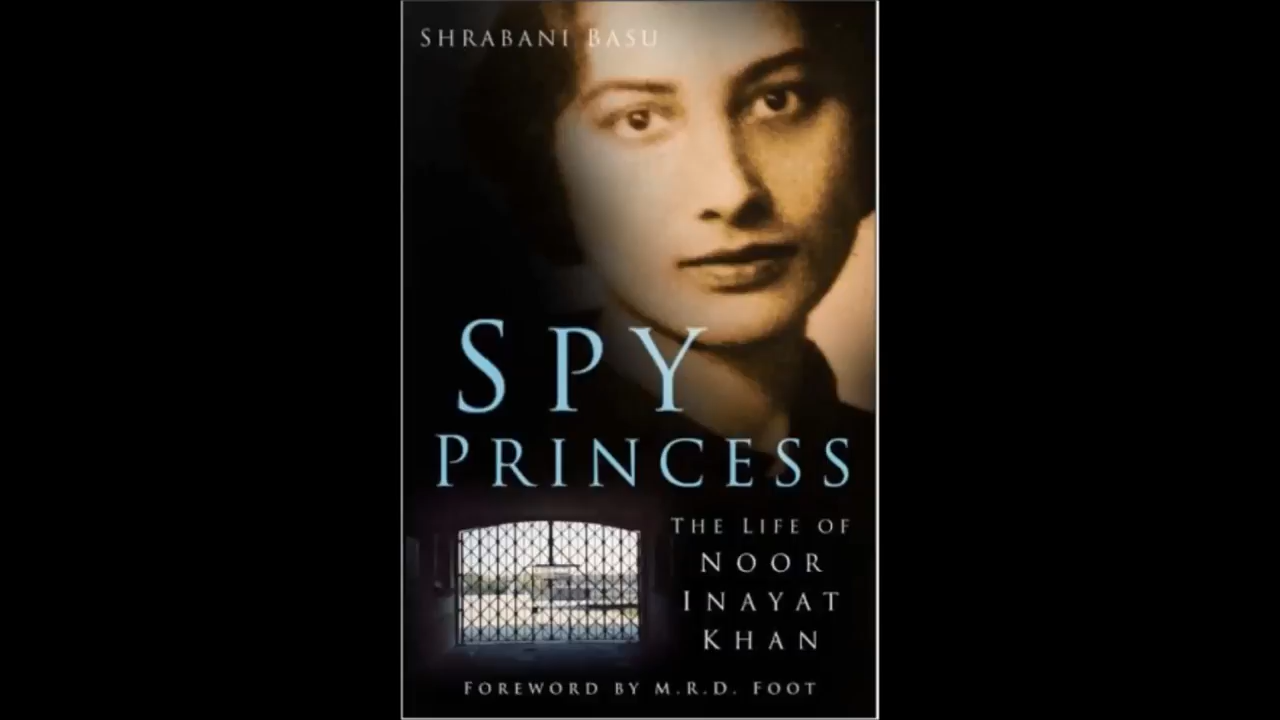 SHRABANI BASU
SPY
PRINCESS
THE LIFE OF
NOOR
INAYAT
KHAN
FOREWORD BY M.R.D. FOOT